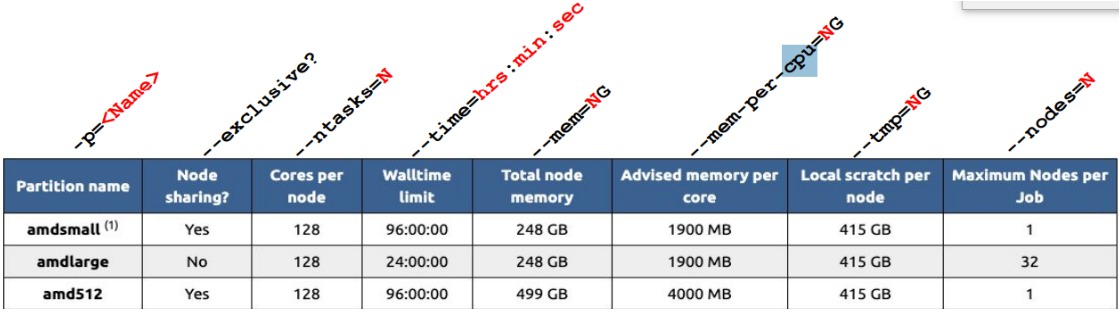 -p=<Name>
--exclusive?
--ntasks=N
--time=hrs:min:sec
--mem=NG
--mem-per-cpu=NG
--tmp=NG
--nodes=N
Partition name Node sharing? Cores per node Walltime limit Total node memory Advised memory per core Local scratch per node Maximum Nodes per Job
amdsmall (1) Yes 128 96:00:00 248 GB 1900 MB 415 GB 1
amdlarge No 128 24:00:00 248 GB 1900 MB 415 GB 32
amd512 Yes 128 96:00:00 499 GB 4000 MB 415 GB 1